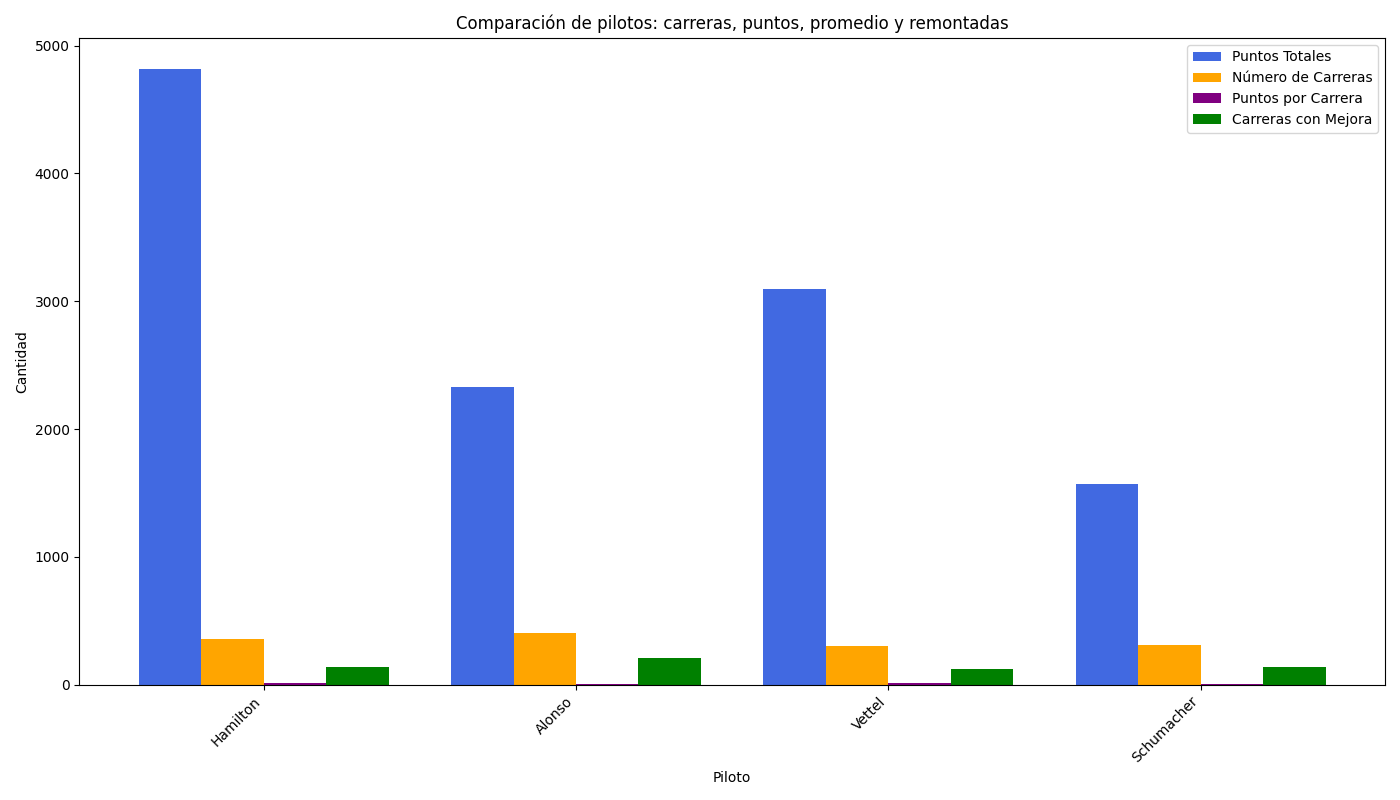 Comparación de pilotos: carreras, puntos, promedio y remontadas
Puntos Totales
Número de Carreras
Puntos por Carrera
Carreras con Mejora
Cantidad
5000
4000
3000
2000
1000
0
Hamilton
Alonso
Vettel
Schumacher
Piloto